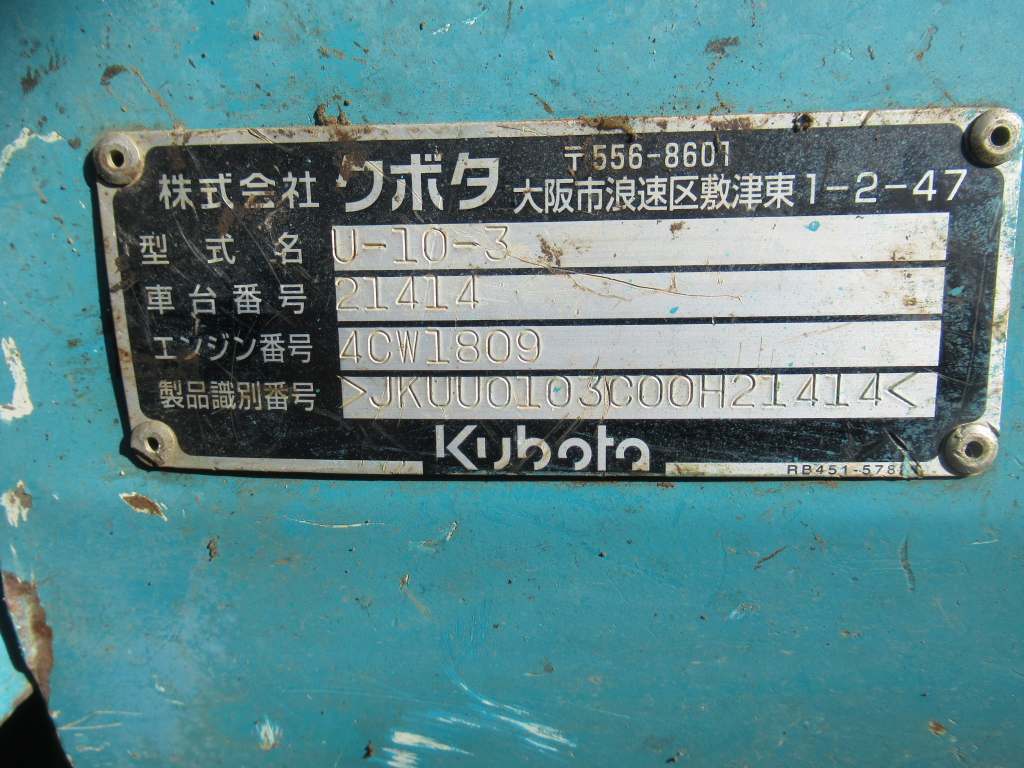 株式会社 クボタ 〒556-8601
大阪市浪速区敷津東1-2-47
型式名 U-10-3
車台番号 21414
エンジン番号 4CW1809
製品識別番号 >JKUU0103C00H21414<
Kubota